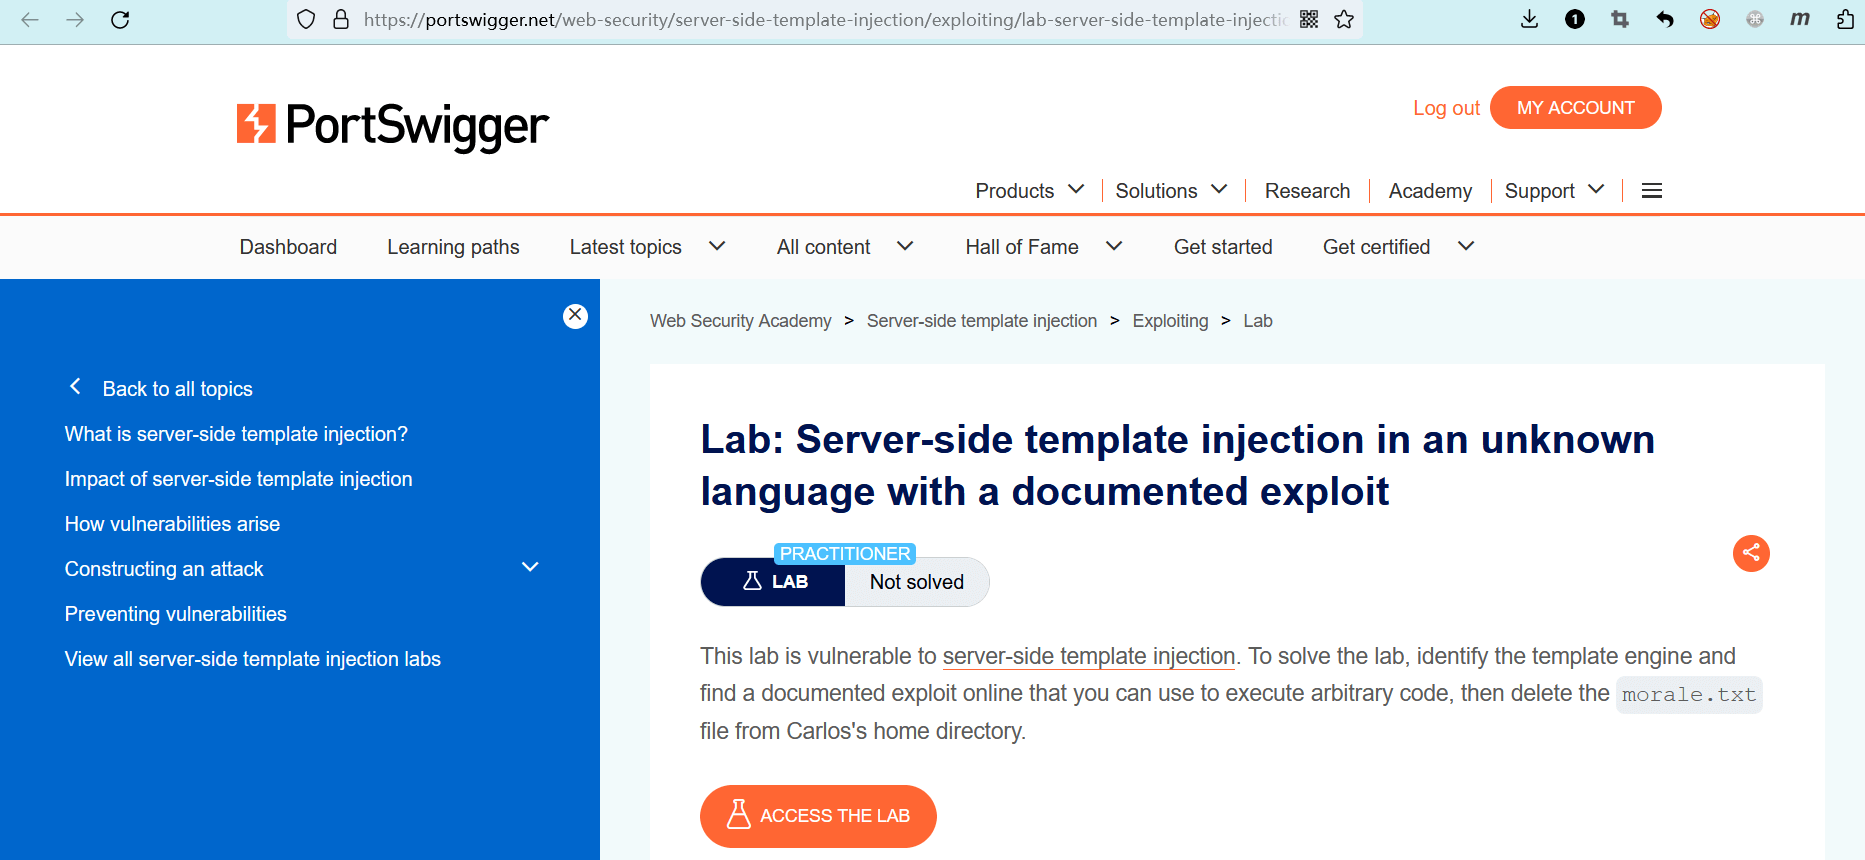 https://portswigger.net/web-security/server-side-template-injection/exploiting/lab-server-side-template-injectic
1
m
PortSwigger
Log out
MY ACCOUNT
Products
Solutions
Research
Academy
Support
Dashboard
Learning paths
Latest topics
All content
Hall of Fame
Get started
Get certified
Back to all topics
What is server-side template injection?
Impact of server-side template injection
How vulnerabilities arise
Constructing an attack
Preventing vulnerabilities
View all server-side template injection labs
Web Security Academy > Server-side template injection > Exploiting > Lab
Lab: Server-side template injection in an unknown
language with a documented exploit
PRACTITIONER
LAB
Not solved
This lab is vulnerable to server-side template injection. To solve the lab, identify the template engine and
find a documented exploit online that you can use to execute arbitrary code, then delete the morale.txt
file from Carlos's home directory.
ACCESS THE LAB